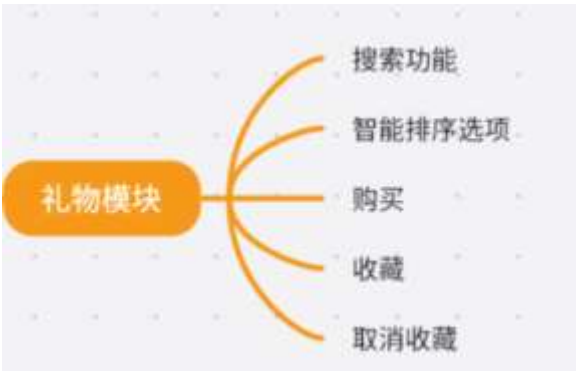 搜索功能
智能排序选项
礼物模块
购买
收藏
取消收藏